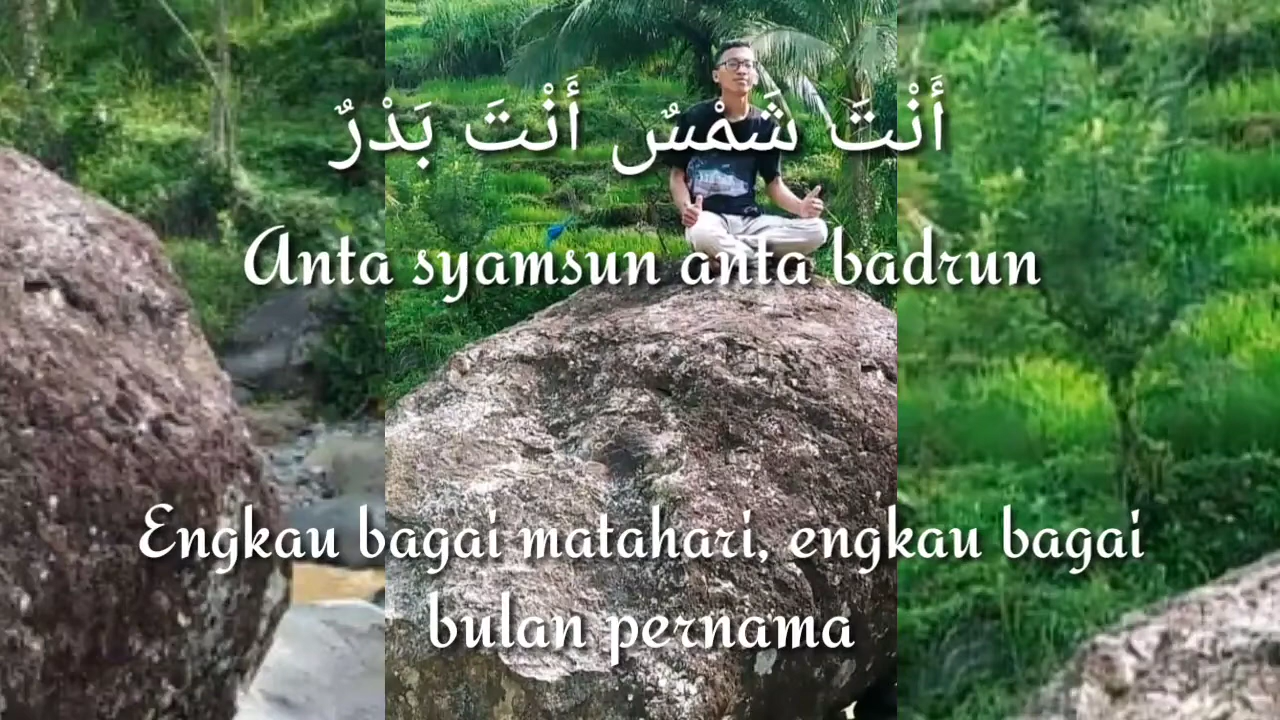 أَنْتَ شَمْسٌ أَنْتَ بَدْرٌ
Anta syamsun anta badrun
Engkau bagai matahari, engkau bagai
bulan pernama